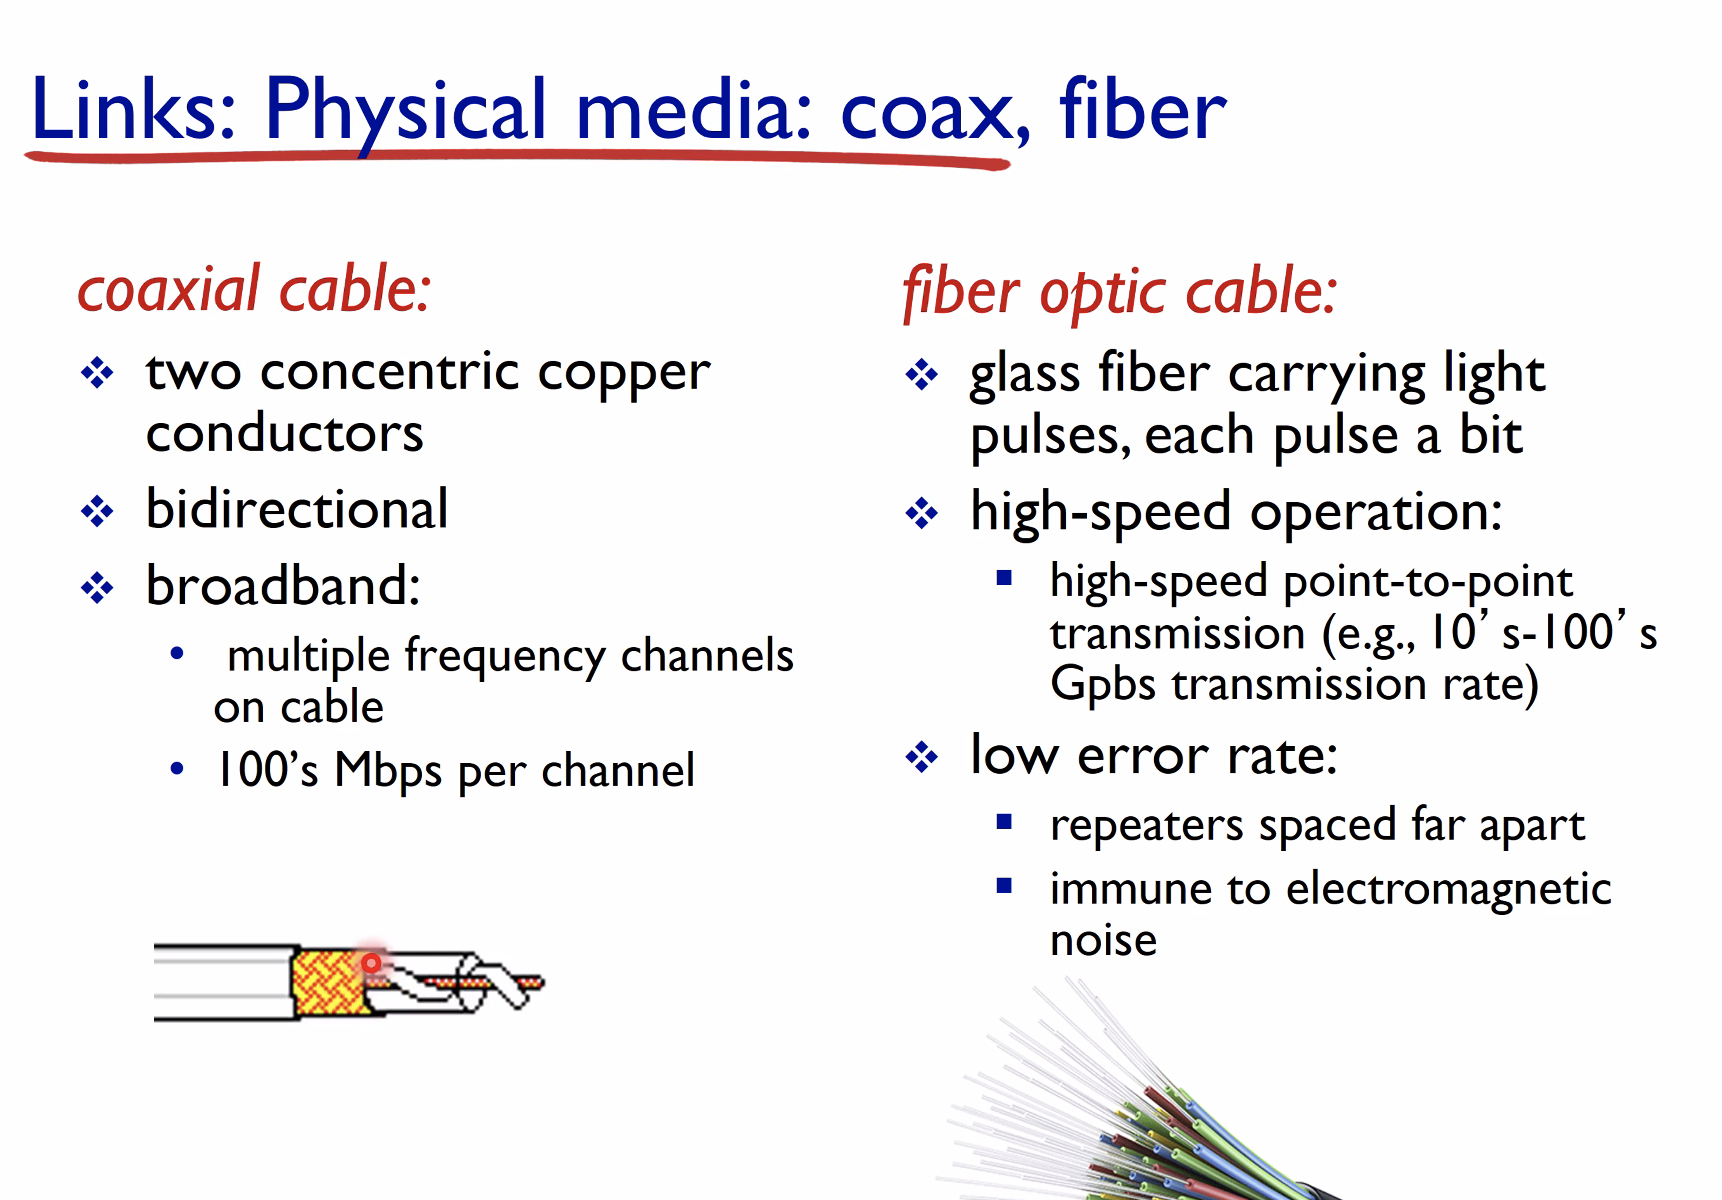 Links: Physical media: coax, fiber
coaxial cable:
two concentric copper
conductors
bidirectional
broadband:
multiple frequency channels
on cable
100’s Mbps per channel
fiber optic cable:
glass fiber carrying light
pulses, each pulse a bit
high-speed operation:
high-speed point-to-point
transmission (e.g., 10’ s-100’ s
Gpbs transmission rate)
low error rate:
repeaters spaced far apart
immune to electromagnetic
noise